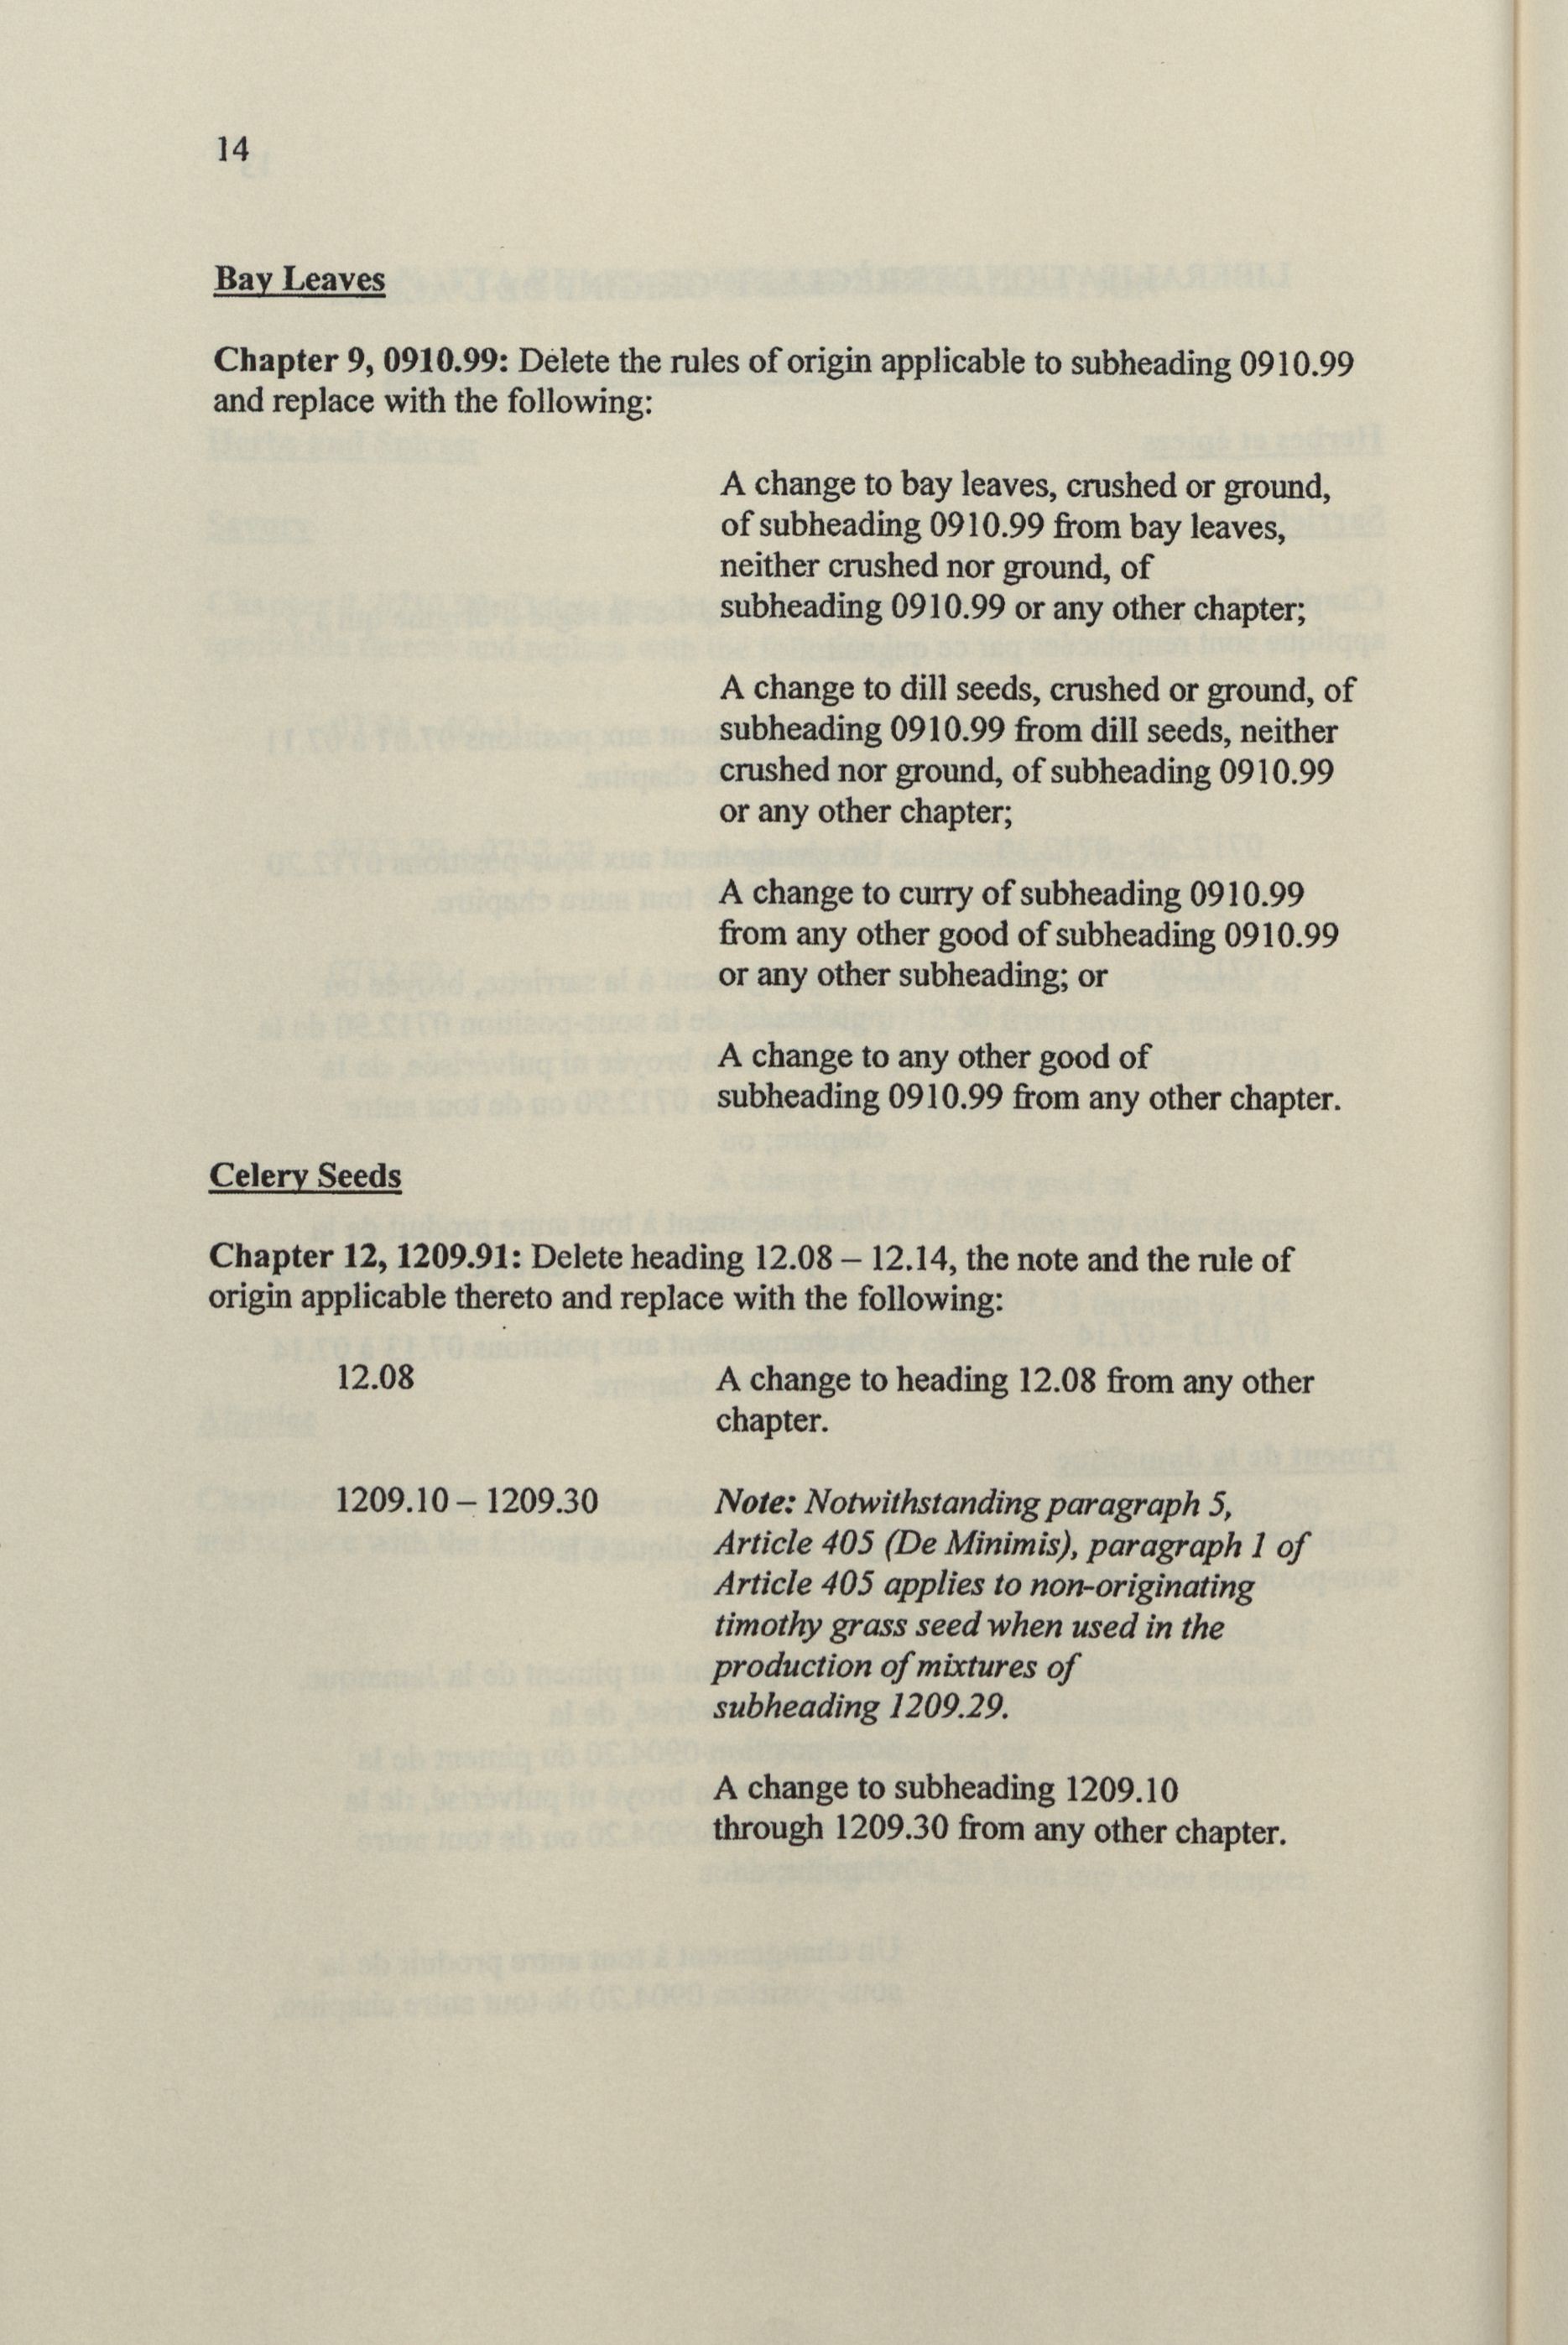 14
Bay Leaves
Chapter 9, 0910.99: Delete the rules of origin applicable to subheading 0910.99
and replace with the following:
A change to bay leaves, crushed or ground,
of subheading 0910.99 from bay leaves,
neither crushed nor ground, of
subheading 0910.99 or any other chapter;
A change to dill seeds, crushed or ground, of
subheading 0910.99 from dill seeds, neither
crushed nor ground, of subheading 0910.99
or any other chapter;
A change to curry of subheading 0910.99
from any other good of subheading 0910.99
or any other subheading; or
A change to any other good of
subheading 0910.99 from any other chapter.
Celery Seeds
Chapter 12, 1209.91: Delete heading 12.08 – 12.14, the note and the rule of
origin applicable thereto and replace with the following:
12.08 A change to heading 12.08 from any other
chapter.
1209.10 – 1209.30 Note: Notwithstanding paragraph 5,
Article 405 (De Minimis), paragraph 1 of
Article 405 applies to non-originating
timothy grass seed when used in the
production of mixtures of
subheading 1209.29.
A change to subheading 1209.10
through 1209.30 from any other chapter.